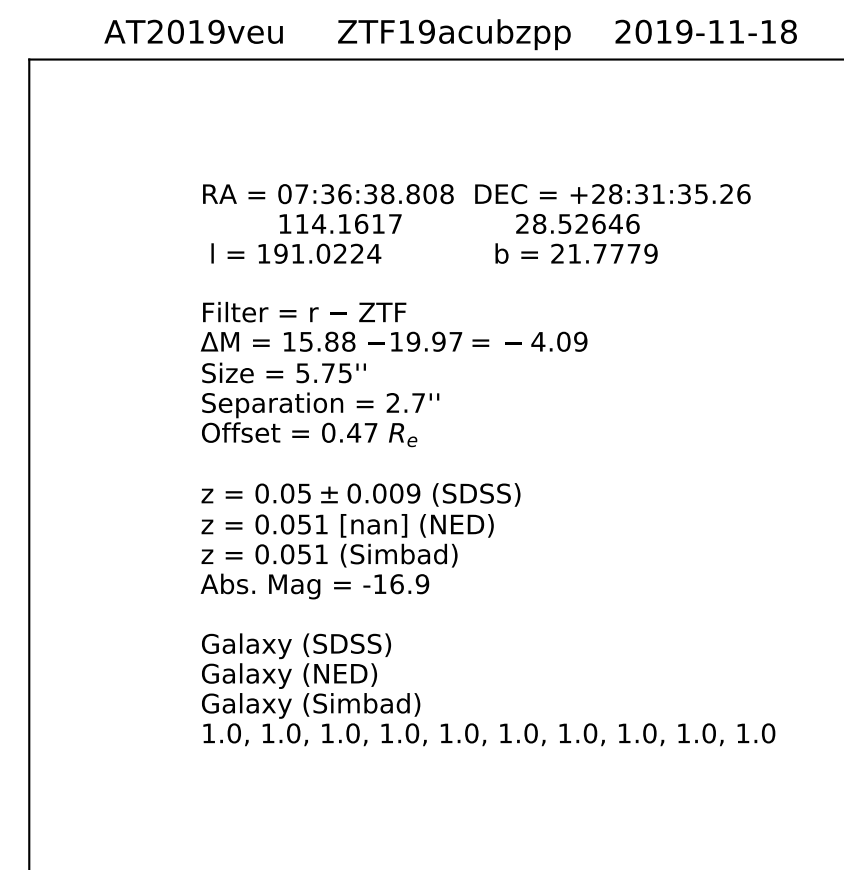 AT2019veu ZTF19acubzpp 2019-11-18
RA = 07:36:38.808 DEC = +28:31:35.26
114.1617 28.52646
l = 191.0224 b = 21.7779
Filter = r − ZTF
ΔM = 15.88 −19.97 = − 4.09
Size = 5.75''
Separation = 2.7''
Offset = 0.47 Re
z = 0.05 ± 0.009 (SDSS)
z = 0.051 [nan] (NED)
z = 0.051 (Simbad)
Abs. Mag = -16.9
Galaxy (SDSS)
Galaxy (NED)
Galaxy (Simbad)
1.0, 1.0, 1.0, 1.0, 1.0, 1.0, 1.0, 1.0, 1.0, 1.0